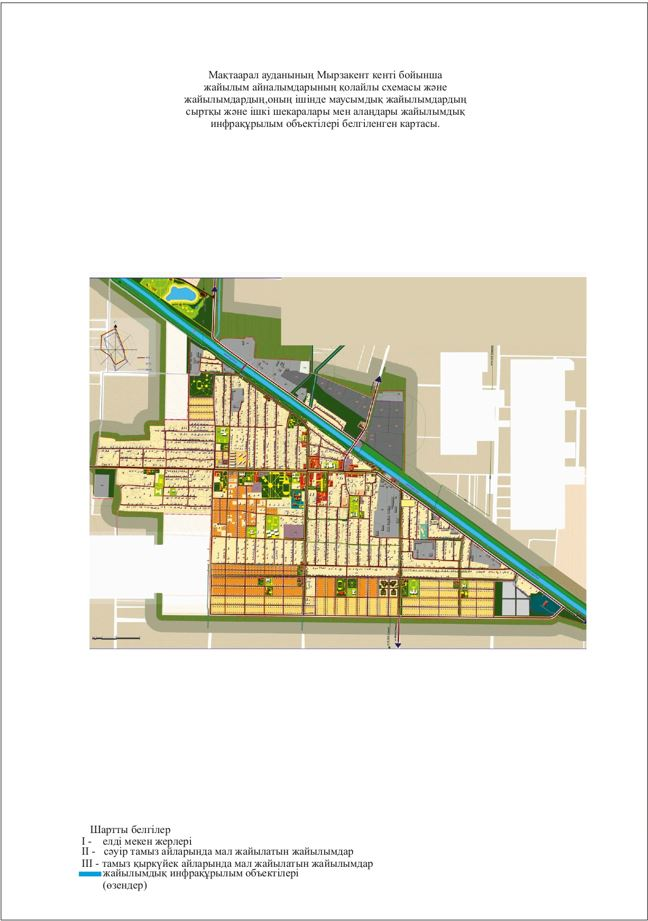 Мақтаарал ауданының Мырзакент кенті бойынша
жайылым айналымдарының қолайлы схемасы және
жайылымдардың,оның ішінде маусымдық жайылымдардың
сыртқы және ішкі шекаралары мен алаңдары жайылымдық
инфрақұрылым объектілері белгіленген картасы.
Шартты белгілер
I - елді мекен жерлері
II - сәуір тамыз айларында мал жайылатын жайылымдар
III - тамыз қыркүйек айларында мал жайылатын жайылымдар
жайылымдық инфрақұрылым объектілері
(өзендер)